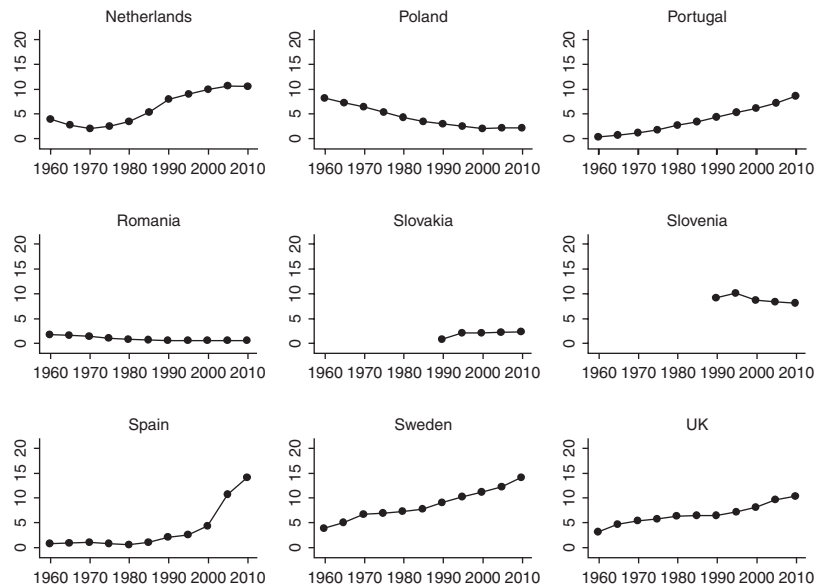 Netherlands
0 5 10 15 20
1960 1970 1980 1990 2000 2010
Poland
0 5 10 15 20
1960 1970 1980 1990 2000 2010
Portugal
0 5 10 15 20
1960 1970 1980 1990 2000 2010
Romania
0 5 10 15 20
1960 1970 1980 1990 2000 2010
Slovakia
0 5 10 15 20
1960 1970 1980 1990 2000 2010
Slovenia
0 5 10 15 20
1960 1970 1980 1990 2000 2010
Spain
0 5 10 15 20
1960 1970 1980 1990 2000 2010
Sweden
0 5 10 15 20
1960 1970 1980 1990 2000 2010
UK
0 5 10 15 20
1960 1970 1980 1990 2000 2010